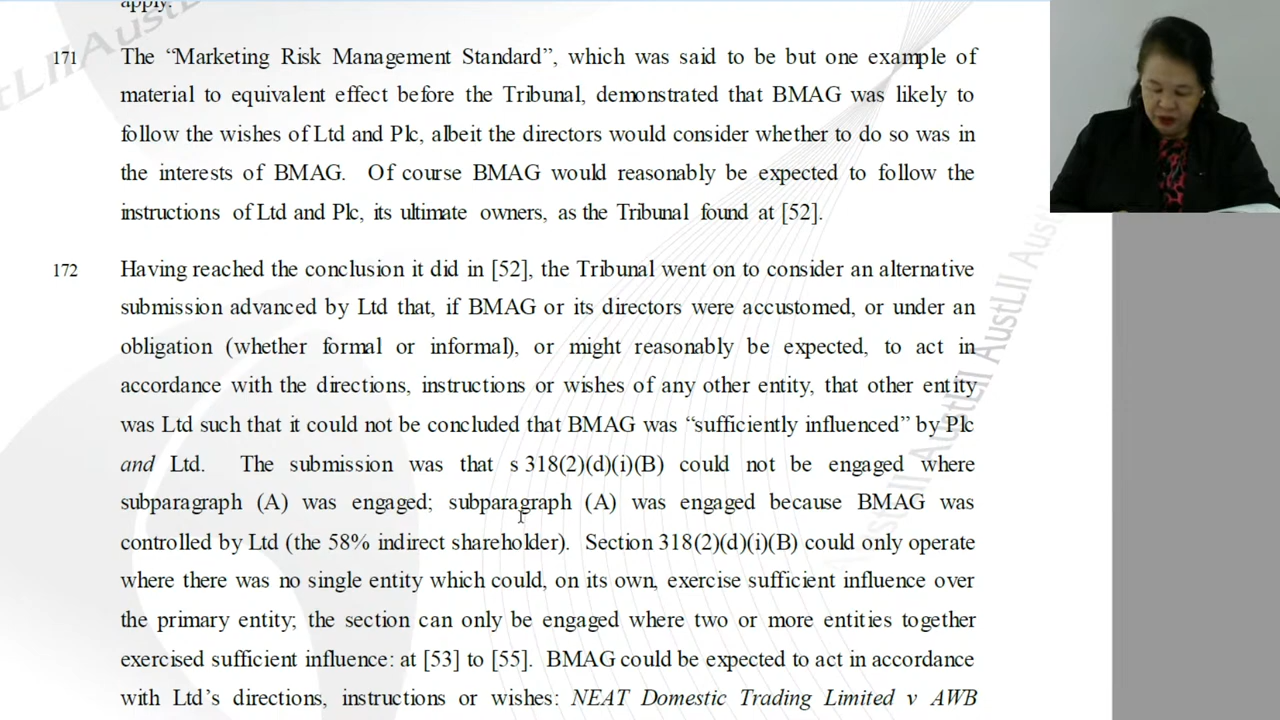 apply.
171 The “Marketing Risk Management Standard”, which was said to be but one example of
material to equivalent effect before the Tribunal, demonstrated that BMAG was likely to
follow the wishes of Ltd and Plc, albeit the directors would consider whether to do so was in
the interests of BMAG. Of course BMAG would reasonably be expected to follow the
instructions of Ltd and Plc, its ultimate owners, as the Tribunal found at [52].
172 Having reached the conclusion it did in [52], the Tribunal went on to consider an alternative
submission advanced by Ltd that, if BMAG or its directors were accustomed, or under an
obligation (whether formal or informal), or might reasonably be expected, to act in
accordance with the directions, instructions or wishes of any other entity, that other entity
was Ltd such that it could not be concluded that BMAG was “sufficiently influenced” by Plc
and Ltd. The submission was that s 318(2)(d)(i)(B) could not be engaged where
subparagraph (A) was engaged; subparagraph (A) was engaged because BMAG was
controlled by Ltd (the 58% indirect shareholder). Section 318(2)(d)(i)(B) could only operate
where there was no single entity which could, on its own, exercise sufficient influence over
the primary entity; the section can only be engaged where two or more entities together
exercised sufficient influence: at [53] to [55]. BMAG could be expected to act in accordance
with Ltd’s directions, instructions or wishes: NEAT Domestic Trading Limited v AWB
AustLII AustLII AustLII